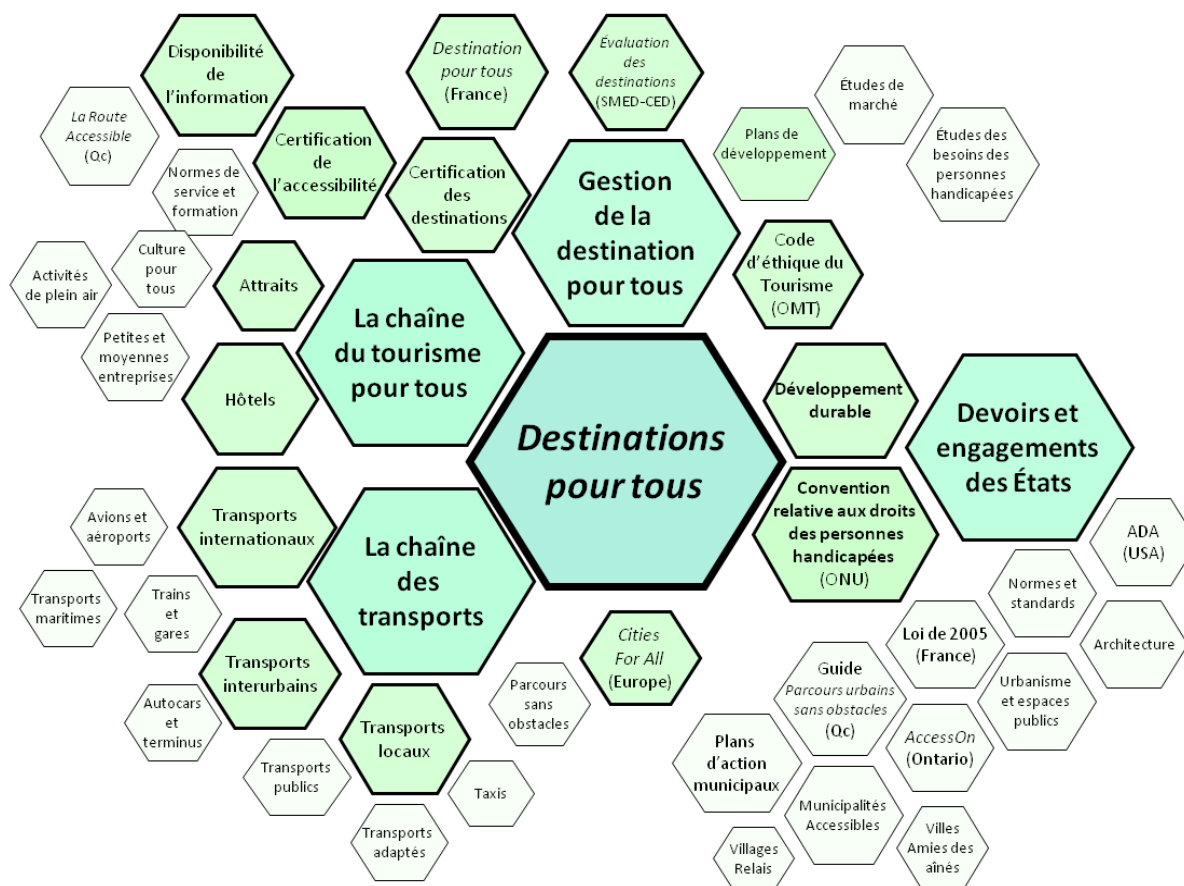 Disponibilité
de
l'information
Destination
pour tous
(France)
Évaluation
des
destinations
(SMED-CED)
Études de
marché
La Route
Accessible
(Qc)
Certification
de
l'accessibilité
Plans de
développement
Études des
besoins des
personnes
handicapées
Normes de
service et
formation
Certification
des
destinations
Gestion
de la
destination
pour tous
Code
d'éthique du
Tourisme
(OMT)
Culture
pour
tous
Activités
de plein air
Attraits
Petites et
moyennes
entreprises
La chaîne
du tourisme
pour tous
Hôtels
Développement
durable
Devoirs et
engagements
des États
Destinations
pour tous
Convention
relative aux droits
des personnes
handicapées
(ONU)
Transports
internationaux
Avions et
aéroports
La chaîne
des
transports
ADA
(USA)
Normes et
standards
Transports
maritimes
Trains
et
gares
Cities
For All
(Europe)
Loi de 2005
(France)
Architecture
Transports
interurbains
Parcours
sans
obstacles
Guide
Parcours urbains
sans obstacles
(Qc)
Urbanisme
et espaces
publics
Autocars
et
terminus
Transports
locaux
AccessOn
(Ontario)
Plans
d'action
municipaux
Transports
publics
Taxis
Municipalités
Accessibles
Transports
adaptés
Villages
Relais
Villes
Amies des
aînés